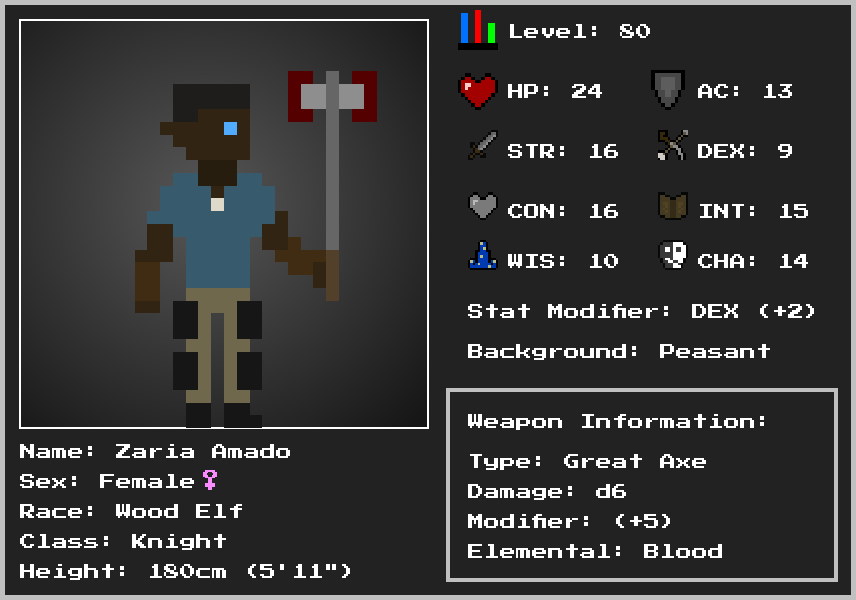 Level: 80
HP: 24
AC: 13
STR: 16
DEX: 9
CON: 16
INT: 15
WIS: 10
CHA: 14
Stat Modifier: DEX (+2)
Background: Peasant
Weapon Information:
Type: Great Axe
Damage: d6
Modifier: (+5)
Elemental: Blood
Name: Zaria Amado
Sex: Female♀
Race: Wood Elf
Class: Knight
Height: 180cm (5'11")